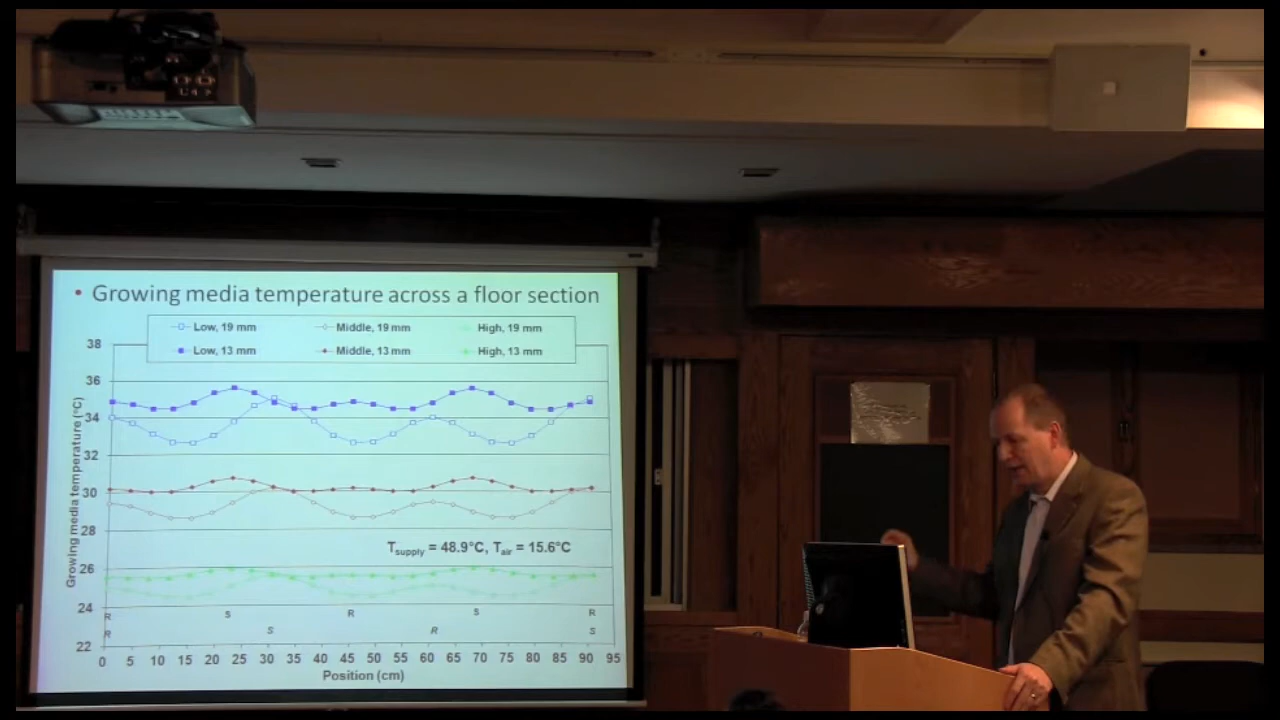 • Growing media temperature across a floor section
Low, 19 mm Middle, 19 mm High, 19 mm
Low, 13 mm Middle, 13 mm High, 13 mm
38
36
34
32
30
28
26
24
22
Growing media temperature (°C)
Tsupply = 48.9°C, Tair = 15.6°C
R S R S R
R S R S
0 5 10 15 20 25 30 35 40 45 50 55 60 65 70 75 80 85 90 95
Position (cm)